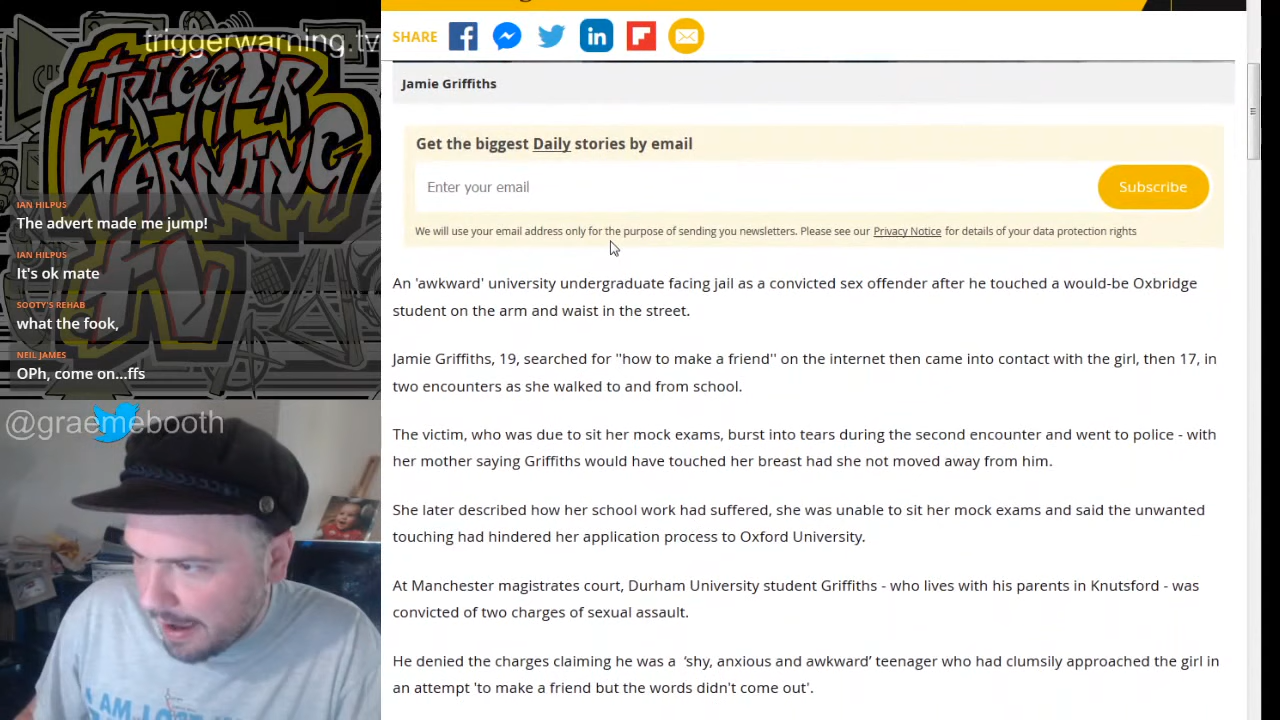 triggerwarning.tv
TRIGGER
WARNING
TV
IAN HILPUS
The advert made me jump!
IAN HILPUS
It's ok mate
SOOTY'S REHAB
what the fook,
NEIL JAMES
OPh, come on...ffs
@graemebooth
I AM LOST
SHARE
Jamie Griffiths
Get the biggest Daily stories by email
Enter your email
Subscribe
We will use your email address only for the purpose of sending you newsletters. Please see our Privacy Notice for details of your data protection rights
An 'awkward' university undergraduate facing jail as a convicted sex offender after he touched a would-be Oxbridge
student on the arm and waist in the street.
Jamie Griffiths, 19, searched for "how to make a friend" on the internet then came into contact with the girl, then 17, in
two encounters as she walked to and from school.
The victim, who was due to sit her mock exams, burst into tears during the second encounter and went to police - with
her mother saying Griffiths would have touched her breast had she not moved away from him.
She later described how her school work had suffered, she was unable to sit her mock exams and said the unwanted
touching had hindered her application process to Oxford University.
At Manchester magistrates court, Durham University student Griffiths - who lives with his parents in Knutsford - was
convicted of two charges of sexual assault.
He denied the charges claiming he was a 'shy, anxious and awkward' teenager who had clumsily approached the girl in
an attempt 'to make a friend but the words didn't come out'.